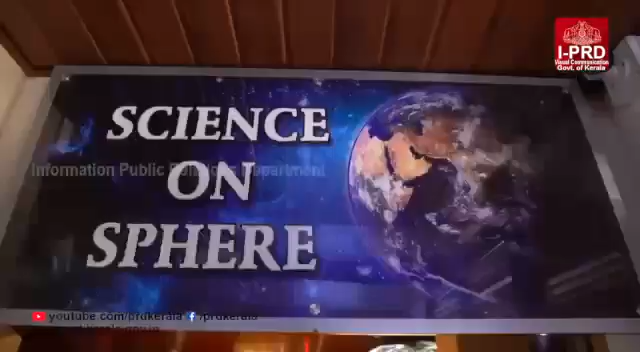 I-PRD
Visual Communication
Govt. of Kerala
SCIENCE
ON
SPHERE
Information Public Relations Department
youtube.com/prdkerala /prdkerala